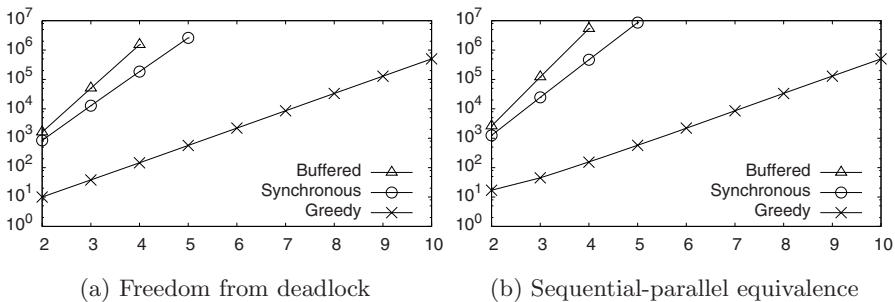 10^7
10^6
10^5
10^4
10^3
10^2
10^1
10^0
Buffered
Synchronous
Greedy
2 3 4 5 6 7 8 9 10
(a) Freedom from deadlock
10^7
10^6
10^5
10^4
10^3
10^2
10^1
10^0
Buffered
Synchronous
Greedy
2 3 4 5 6 7 8 9 10
(b) Sequential-parallel equivalence